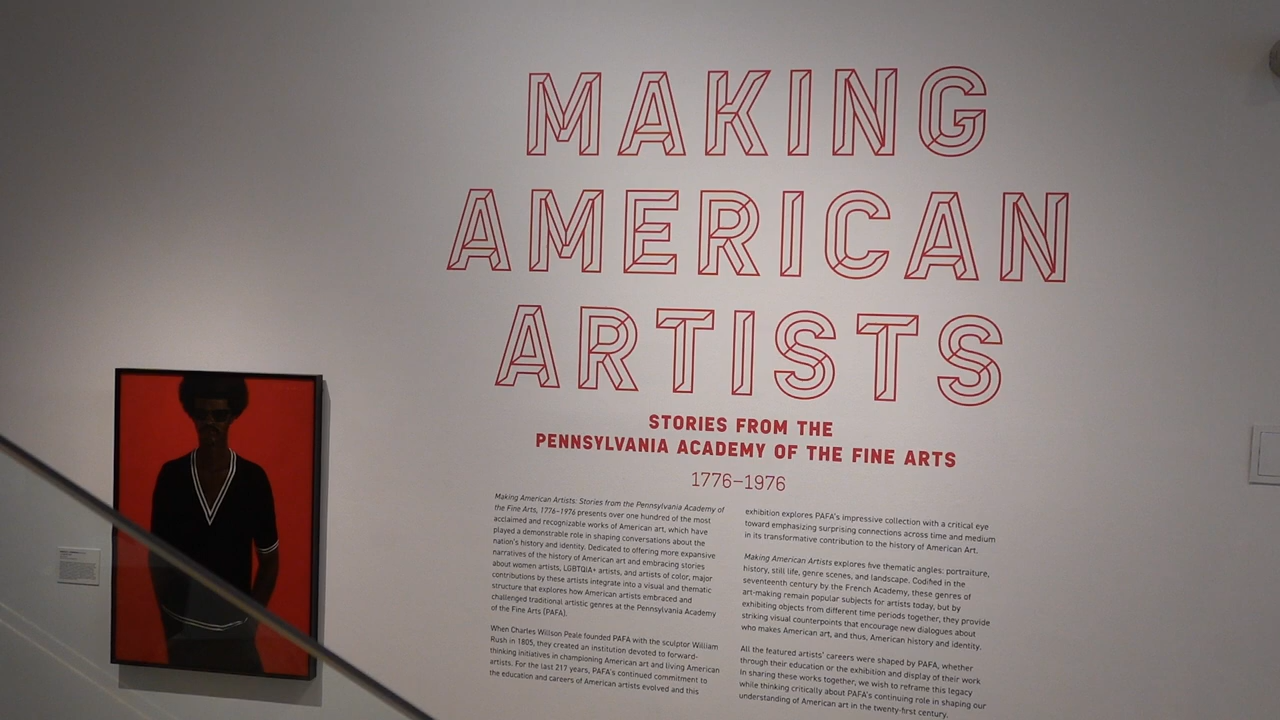 MAKING
AMERICAN
ARTISTS
STORIES FROM THE
PENNSYLVANIA ACADEMY OF THE FINE ARTS
1776–1976
Making American Artists: Stories from the Pennsylvania Academy of
the Fine Arts, 1776–1976 presents over one hundred of the most
acclaimed and recognizable works of American art, which have
played a demonstrable role in shaping conversations about the
nation's history and identity. Dedicated to offering more expansive
narratives of the history of American art and embracing stories
about women artists, LGBTQIA+ artists, and artists of color, major
contributions by these artists integrate into a visual and thematic
structure that explores how American artists embraced and
challenged traditional artistic genres at the Pennsylvania Academy
of the Fine Arts (PAFA).
When Charles Willson Peale founded PAFA with the sculptor William
Rush in 1805, they created an institution devoted to forward-
thinking initiatives in championing American art and living American
artists. For the last 217 years, PAFA's continued commitment to
the education and careers of American artists evolved and this
exhibition explores PAFA's impressive collection with a critical eye
toward emphasizing surprising connections across time and medium
in its transformative contribution to the history of American Art.
Making American Artists explores five thematic angles: portraiture,
history, still life, genre scenes, and landscape. Codified in the
seventeenth century by the French Academy, these genres of
art-making remain popular subjects for artists today, but by
exhibiting objects from different time periods together, they provide
striking visual counterpoints that encourage new dialogues about
who makes American art, and thus, American history and identity.
All the featured artists' careers were shaped by PAFA, whether
through their education or the exhibition and display of their work
In sharing these works together, we wish to reframe this legacy
while thinking critically about PAFA's continuing role in shaping our
understanding of American art in the twenty-first century.